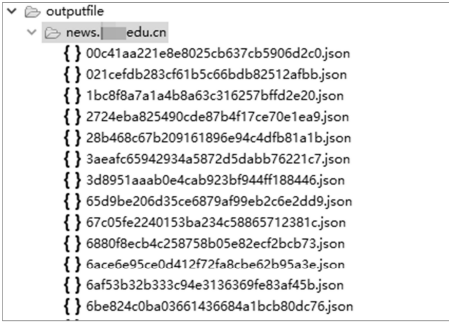 outputfile
news. edu.cn
{ } 00c41aa221e8e8025cb637cb5906d2c0.json
{ } 021cefdb283cf61b5c66bdb82512afbb.json
{ } 1bc8f8a7a1a4b8a63c316257bffd2e20.json
{ } 2724eba825490cde87b4f17ce70e1ea9.json
{ } 28b468c67b209161896e94c4dfb81a1b.json
{ } 3aeafc65942934a5872d5dabb76221c7.json
{ } 3d8951aaab0e4cab923bf944ff188446.json
{ } 65d9be206d35ce6879af99eb2c6e2dd9.json
{ } 67c05fe2240153ba234c58865712381c.json
{ } 6880f8ecb4c258758b05e82ecf2bcb73.json
{ } 6ace6e95ce0d412f72fa8cbe62b95a3e.json
{ } 6af53b32b333c94e3136369fe83af45b.json
{ } 6be824c0ba03661436684a1bcb80dc76.json